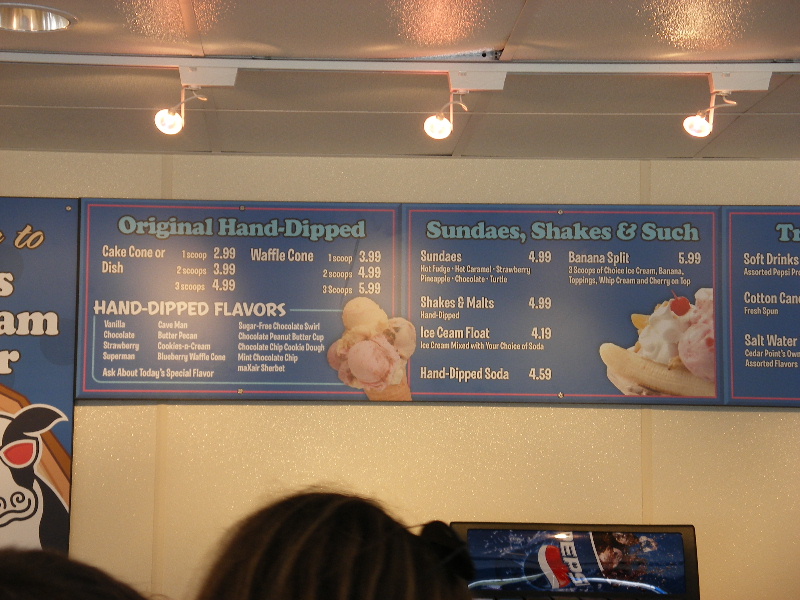 to
s
am
r
Original Hand-Dipped
Cake Cone or Dish
1 scoop 2.99
2 scoops 3.99
3 scoops 4.99
Waffle Cone
1 scoop 3.99
2 scoops 4.99
3 Scoops 5.99
HAND-DIPPED FLAVORS
Vanilla
Chocolate
Strawberry
Superman
Cave Man
Butter Pecan
Cookies-n-Cream
Blueberry Waffle Cone
Sugar-Free Chocolate Swirl
Chocolate Peanut Butter Cup
Chocolate Chip Cookie Dough
Mint Chocolate Chip
maXair Sherbet
Ask About Today's Special Flavor
Sundaes, Shakes & Such
Sundaes 4.99
Hot Fudge • Hot Caramel • Strawberry
Pineapple • Chocolate • Turtle
Shakes & Malts 4.99
Hand-Dipped
Ice Ceam Float 4.19
Ice Cream Mixed with Your Choice of Soda
Hand-Dipped Soda 4.59
Banana Split 5.99
3 Scoops of Choice Ice Cream, Banana,
Toppings, Whip Cream and Cherry on Top
Tr
Soft Drinks
Assorted Pepsi Pr
Cotton Canc
Fresh Spun
Salt Water
Cedar Point's Own
Assorted Flavors
PEPSI